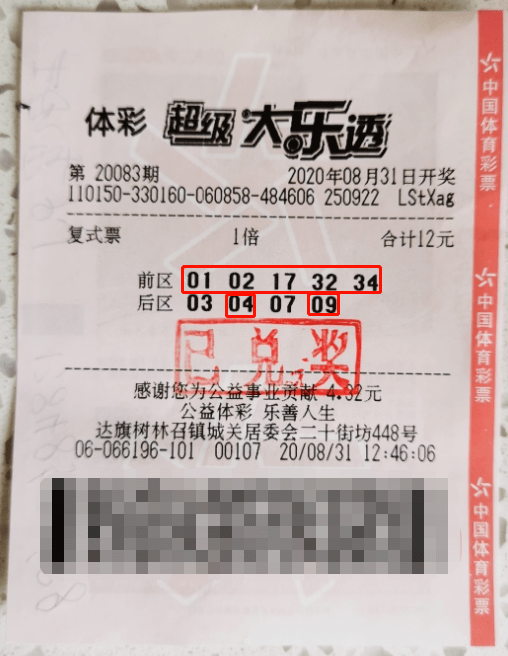 体彩 超级大乐透
第 20083期 2020年08月31日开奖
110150-330160-060858-484606 250922 LStXag
复式票 1倍 合计12元
前区 01 02 17 32 34
后区 03 04 07 09
已兑奖
感谢您为公益事业贡献 4.32元
公益体彩 乐善人生
达旗树林召镇城关居委会二十街坊448号
06-066196-101 00107 20/08/31 12:46:06
中国体育彩票
中国体育彩票
中国体育彩票